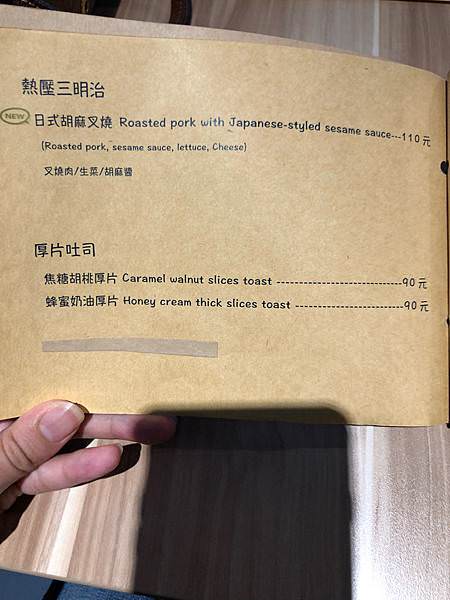 熱壓三明治
NEW 日式胡麻叉燒 Roasted pork with Japanese-styled sesame sauce---110元
(Roasted pork, sesame sauce, lettuce, Cheese)
叉燒肉/生菜/胡麻醬
厚片吐司
焦糖胡桃厚片 Caramel walnut slices toast -----------------------------90元
蜂蜜奶油厚片 Honey cream thick slices toast -------------------------90元